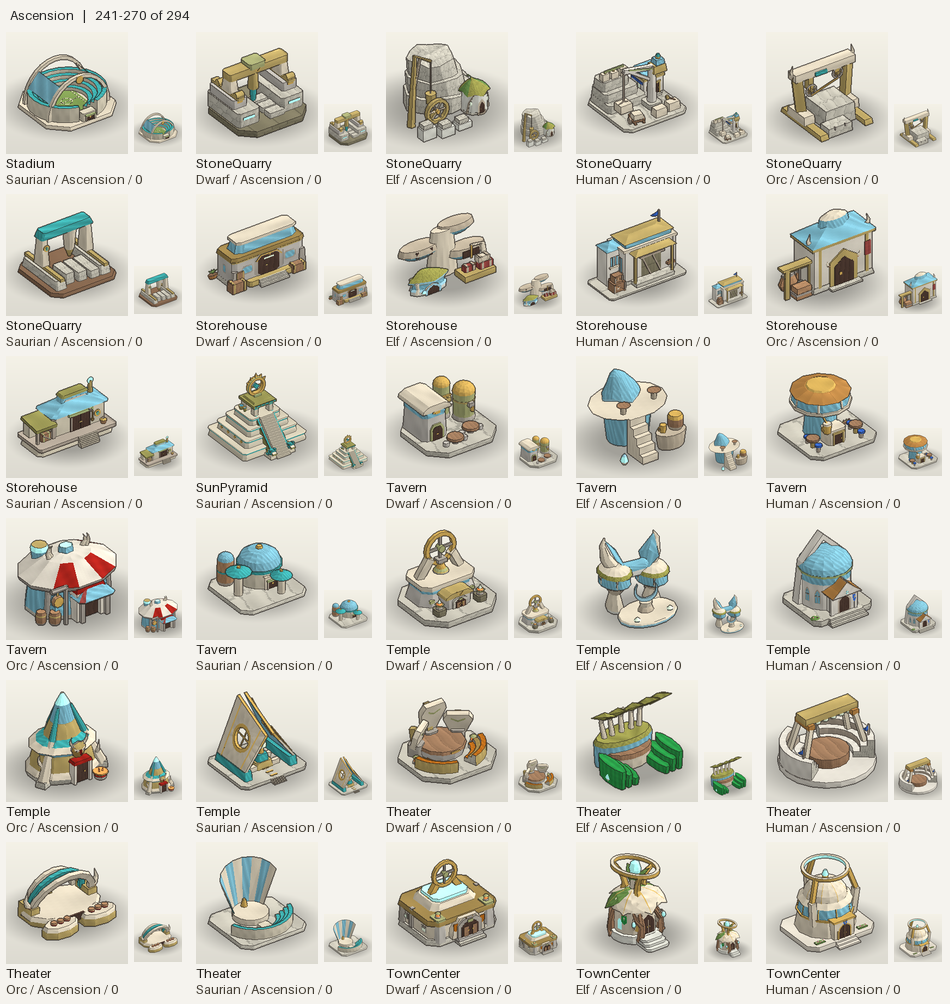 Ascension | 241-270 of 294
Stadium
Saurian / Ascension / 0
StoneQuarry
Dwarf / Ascension / 0
StoneQuarry
Elf / Ascension / 0
StoneQuarry
Human / Ascension / 0
StoneQuarry
Orc / Ascension / 0
StoneQuarry
Saurian / Ascension / 0
Storehouse
Dwarf / Ascension / 0
Storehouse
Elf / Ascension / 0
Storehouse
Human / Ascension / 0
Storehouse
Orc / Ascension / 0
Storehouse
Saurian / Ascension / 0
SunPyramid
Saurian / Ascension / 0
Tavern
Dwarf / Ascension / 0
Tavern
Elf / Ascension / 0
Tavern
Human / Ascension / 0
Tavern
Orc / Ascension / 0
Tavern
Saurian / Ascension / 0
Temple
Dwarf / Ascension / 0
Temple
Elf / Ascension / 0
Temple
Human / Ascension / 0
Temple
Orc / Ascension / 0
Temple
Saurian / Ascension / 0
Theater
Dwarf / Ascension / 0
Theater
Elf / Ascension / 0
Theater
Human / Ascension / 0
Theater
Orc / Ascension / 0
Theater
Saurian / Ascension / 0
TownCenter
Dwarf / Ascension / 0
TownCenter
Elf / Ascension / 0
TownCenter
Human / Ascension / 0